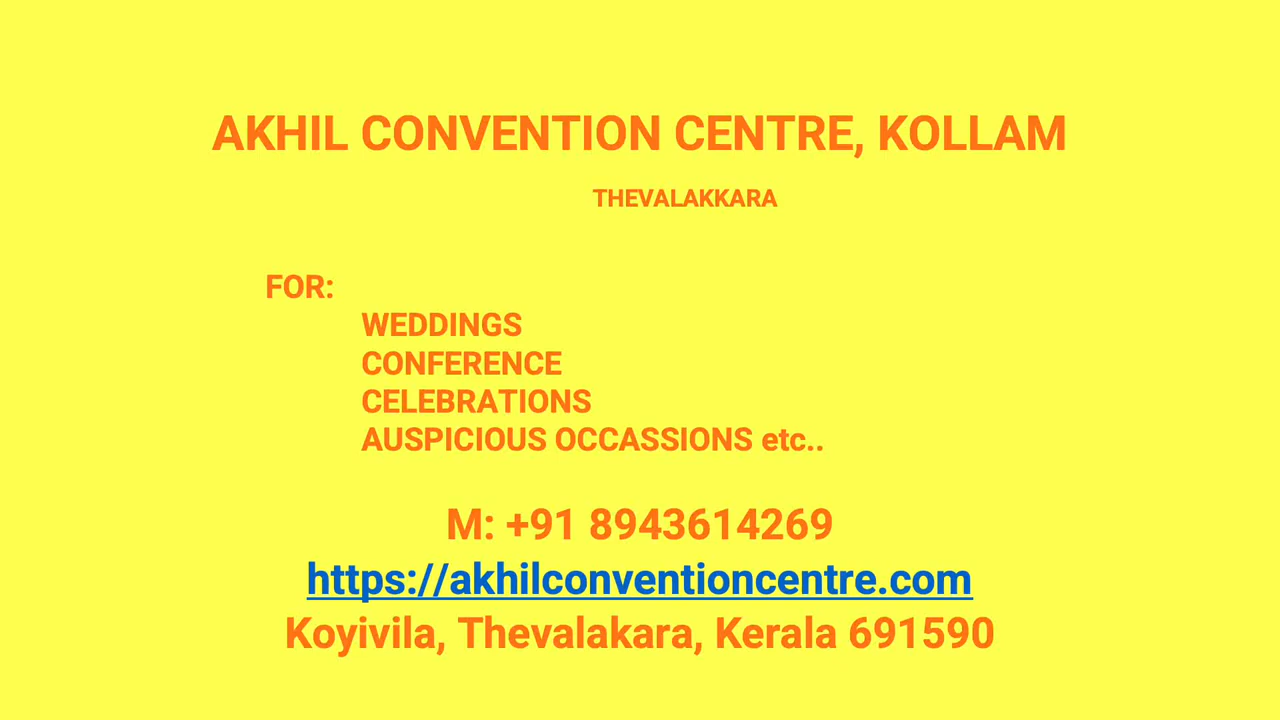 AKHIL CONVENTION CENTRE, KOLLAM
THEVALAKKARA
FOR:
WEDDINGS
CONFERENCE
CELEBRATIONS
AUSPICIOUS OCCASSIONS etc..
M: +91 8943614269
https://akhilconventioncentre.com
Koyivila, Thevalakara, Kerala 691590